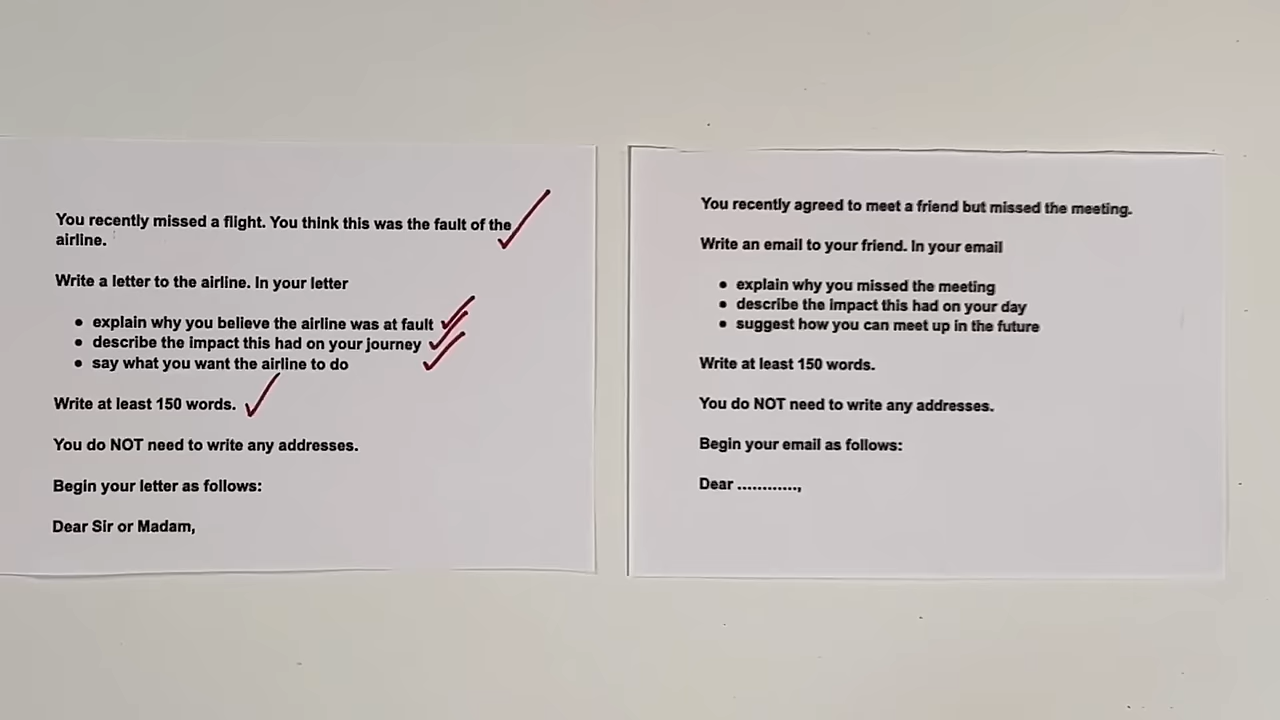 You recently missed a flight. You think this was the fault of the
airline.
Write a letter to the airline. In your letter
• explain why you believe the airline was at fault
• describe the impact this had on your journey
• say what you want the airline to do
Write at least 150 words.
You do NOT need to write any addresses.
Begin your letter as follows:
Dear Sir or Madam,
You recently agreed to meet a friend but missed the meeting.
Write an email to your friend. In your email
• explain why you missed the meeting
• describe the impact this had on your day
• suggest how you can meet up in the future
Write at least 150 words.
You do NOT need to write any addresses.
Begin your email as follows:
Dear ............,